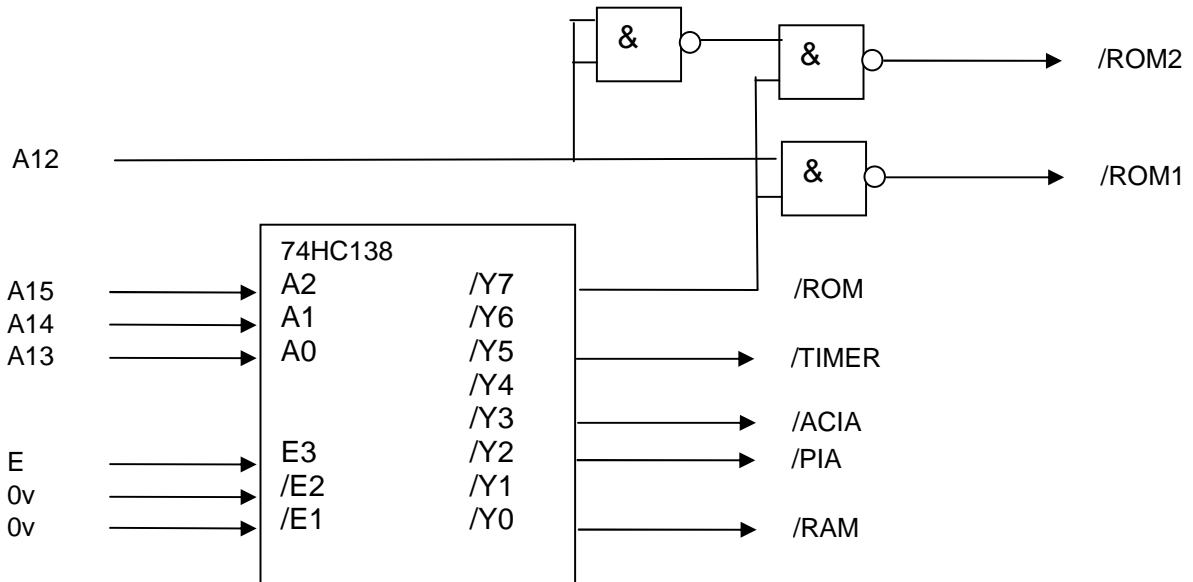 &
&
/ROM2
A12
&
/ROM1
74HC138
A15 A2 /Y7 /ROM
A14 A1 /Y6
A13 A0 /Y5 /TIMER
/Y4
/Y3 /ACIA
E E3 /Y2 /PIA
0v /E2 /Y1
0v /E1 /Y0 /RAM